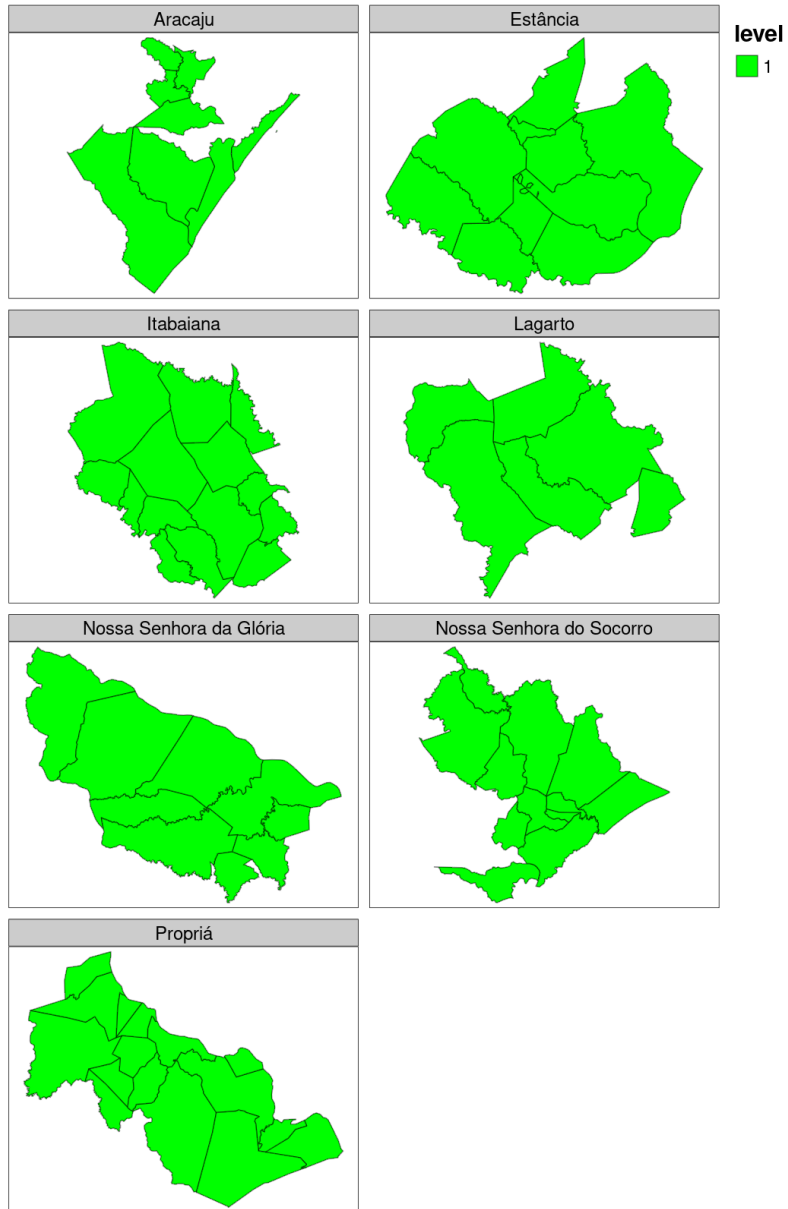 Aracaju
Estância
level
1
Itabaiana
Lagarto
Nossa Senhora da Glória
Nossa Senhora do Socorro
Propriá